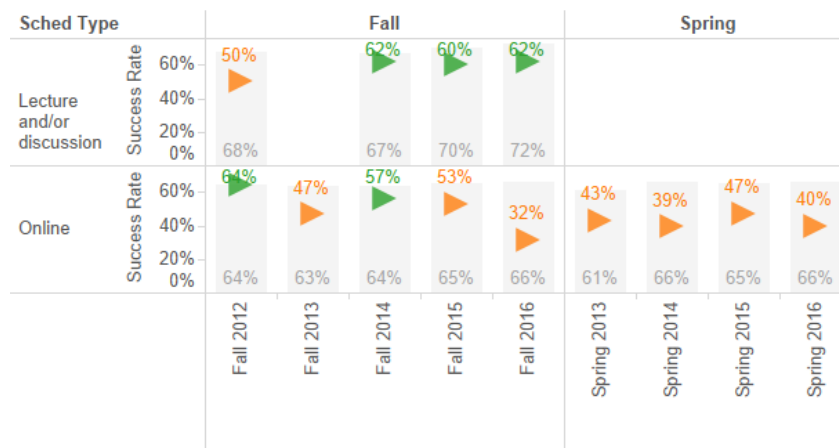 Sched Type Fall Spring
Lecture and/or discussion
Success Rate
60%
40%
20%
0%
50% 62% 60% 62%
68% 67% 70% 72%
Online
Success Rate
60%
40%
20%
0%
64% 47% 57% 53% 32% 43% 39% 47% 40%
64% 63% 64% 65% 66% 61% 66% 65% 66%
Fall 2012
Fall 2013
Fall 2014
Fall 2015
Fall 2016
Spring 2013
Spring 2014
Spring 2015
Spring 2016